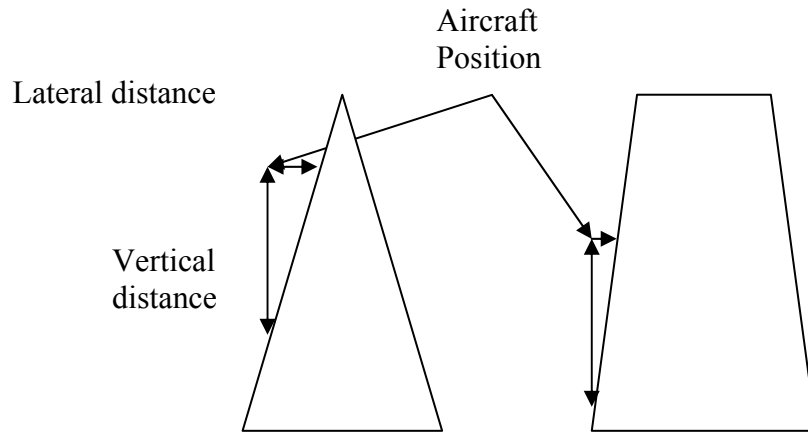 Aircraft
Position
Lateral distance
Vertical
distance